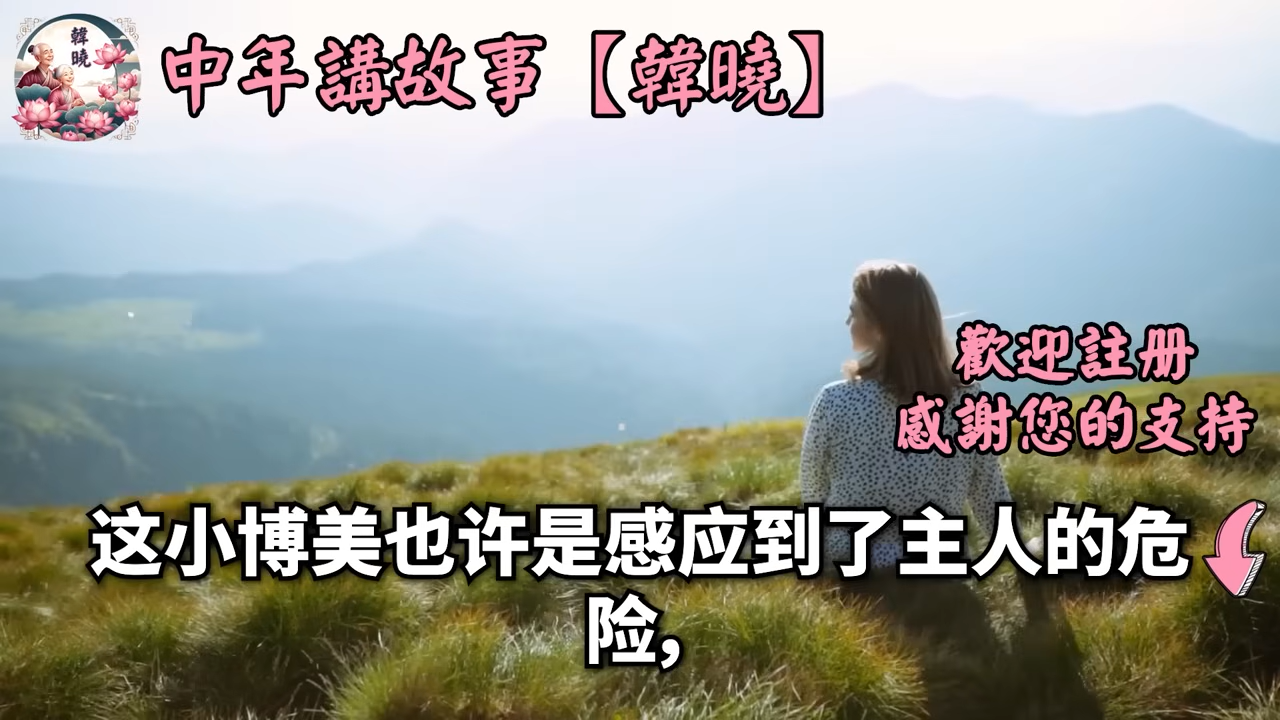 韓
曉
中年講故事【韓曉】
歡迎註册
感謝您的支持
这小博美也许是感应到了主人的危
险,